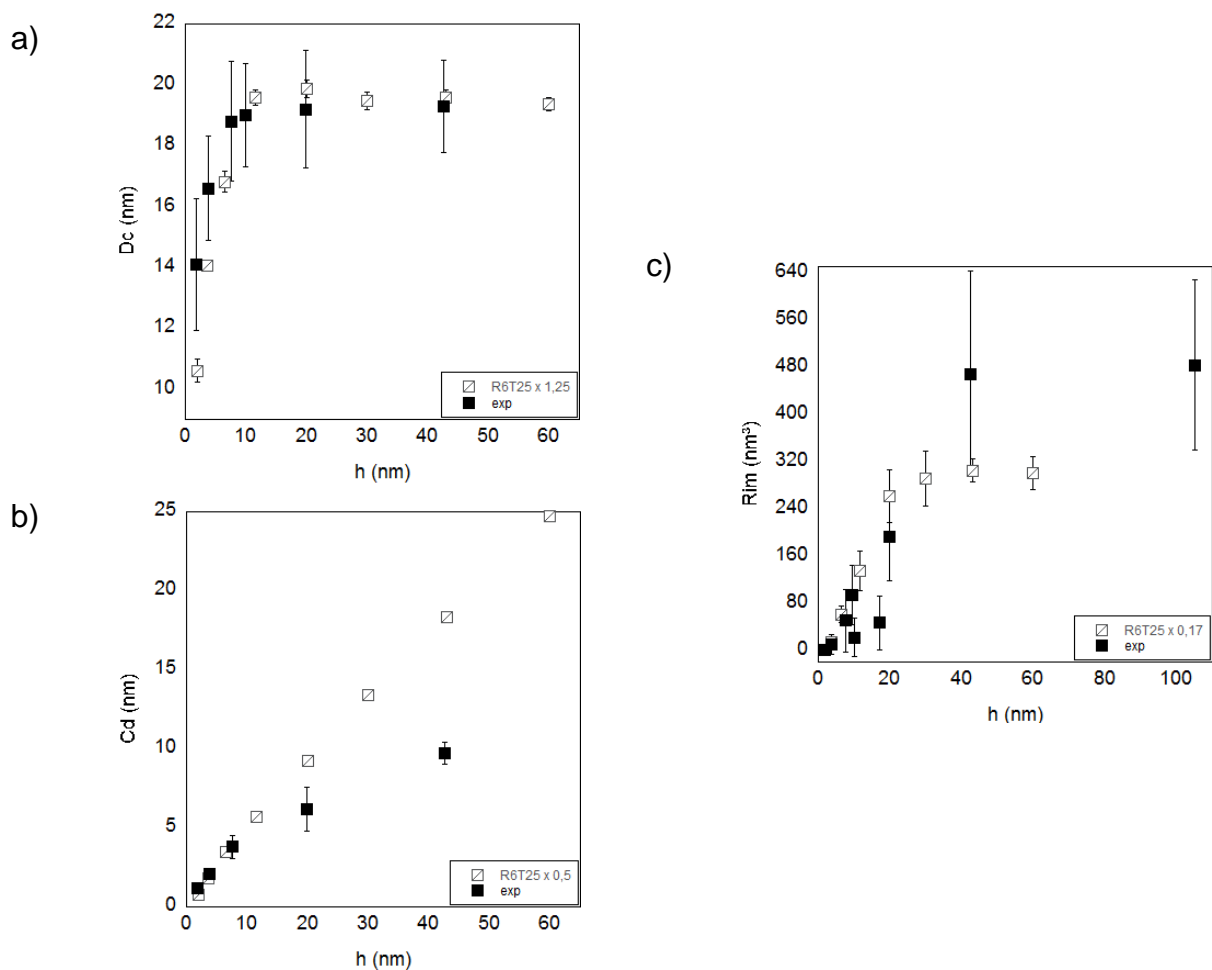 a)
22
20
18
16
14
12
10
Dc (nm)
0 10 20 30 40 50 60
h (nm)
R6T25 x 1,25
exp
b)
25
20
15
10
5
0
Cd (nm)
0 10 20 30 40 50 60
h (nm)
R6T25 x 0,5
exp
c)
640
560
480
400
320
240
160
80
0
Rim (nm³)
0 20 40 60 80 100
h (nm)
R6T25 x 0,17
exp